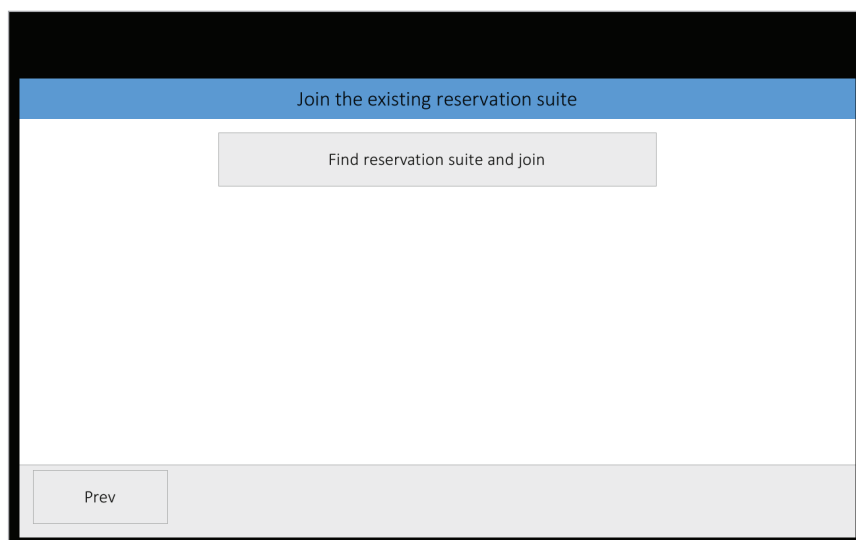 Join the existing reservation suite
Find reservation suite and join
Prev